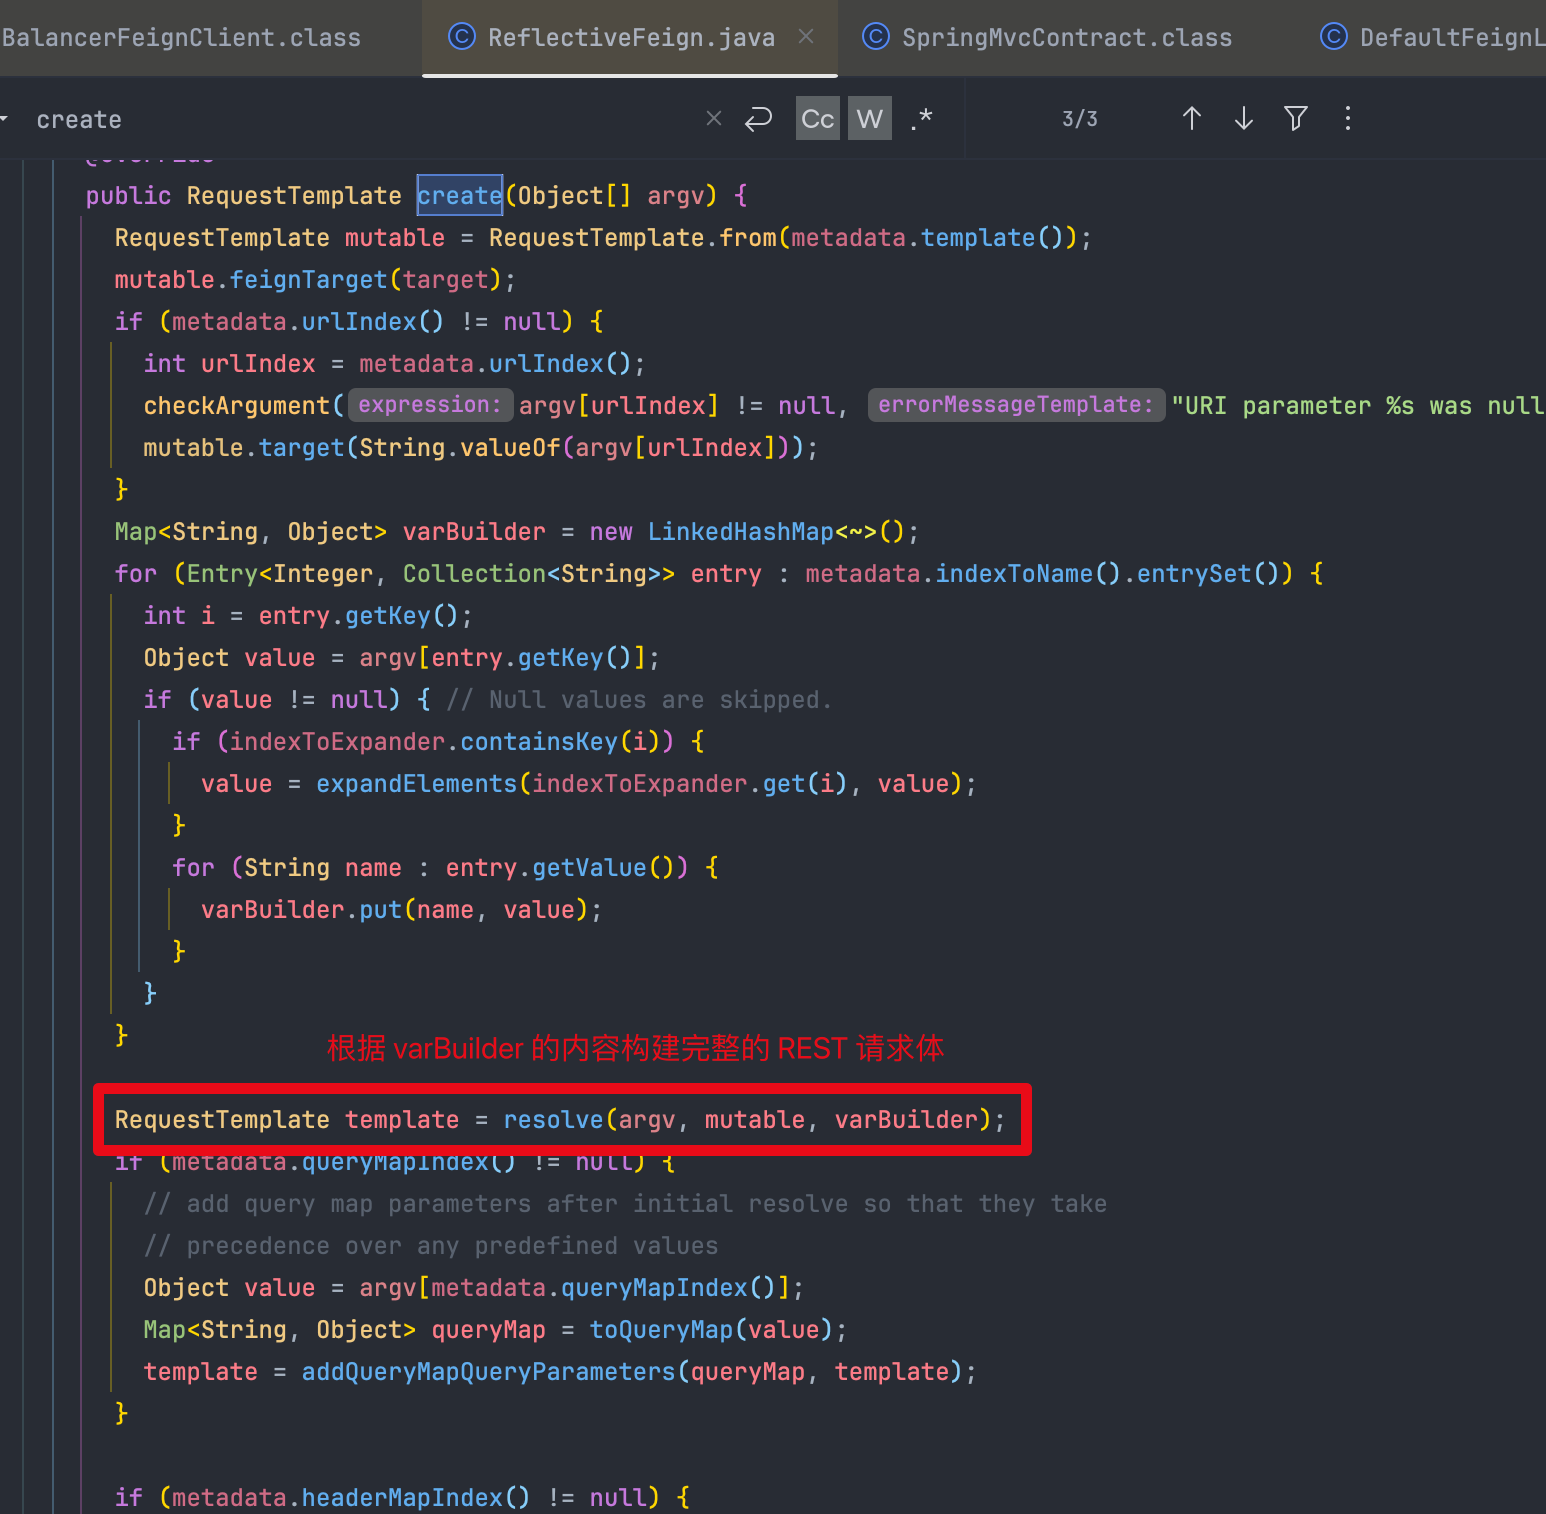 BalancerFeignClient.class ReflectiveFeign.java SpringMvcContract.class DefaultFeignL
create Cc W .* 3/3
public RequestTemplate create(Object[] argv) {
RequestTemplate mutable = RequestTemplate.from(metadata.template());
mutable.feignTarget(target);
if (metadata.urlIndex() != null) {
int urlIndex = metadata.urlIndex();
checkArgument( expression: argv[urlIndex] != null, errorMessageTemplate: "URI parameter %s was null
mutable.target(String.valueOf(argv[urlIndex]));
}
Map<String, Object> varBuilder = new LinkedHashMap<~>();
for (Entry<Integer, Collection<String>> entry : metadata.indexToName().entrySet()) {
int i = entry.getKey();
Object value = argv[entry.getKey()];
if (value != null) { // Null values are skipped.
if (indexToExpander.containsKey(i)) {
value = expandElements(indexToExpander.get(i), value);
}
for (String name : entry.getValue()) {
varBuilder.put(name, value);
}
}
}
根据 varBuilder 的内容构建完整的 REST 请求体
RequestTemplate template = resolve(argv, mutable, varBuilder);
if (metadata.queryMapIndex() != null) {
// add query map parameters after initial resolve so that they take
// precedence over any predefined values
Object value = argv[metadata.queryMapIndex()];
Map<String, Object> queryMap = toQueryMap(value);
template = addQueryMapQueryParameters(queryMap, template);
}
if (metadata.headerMapIndex() != null) {